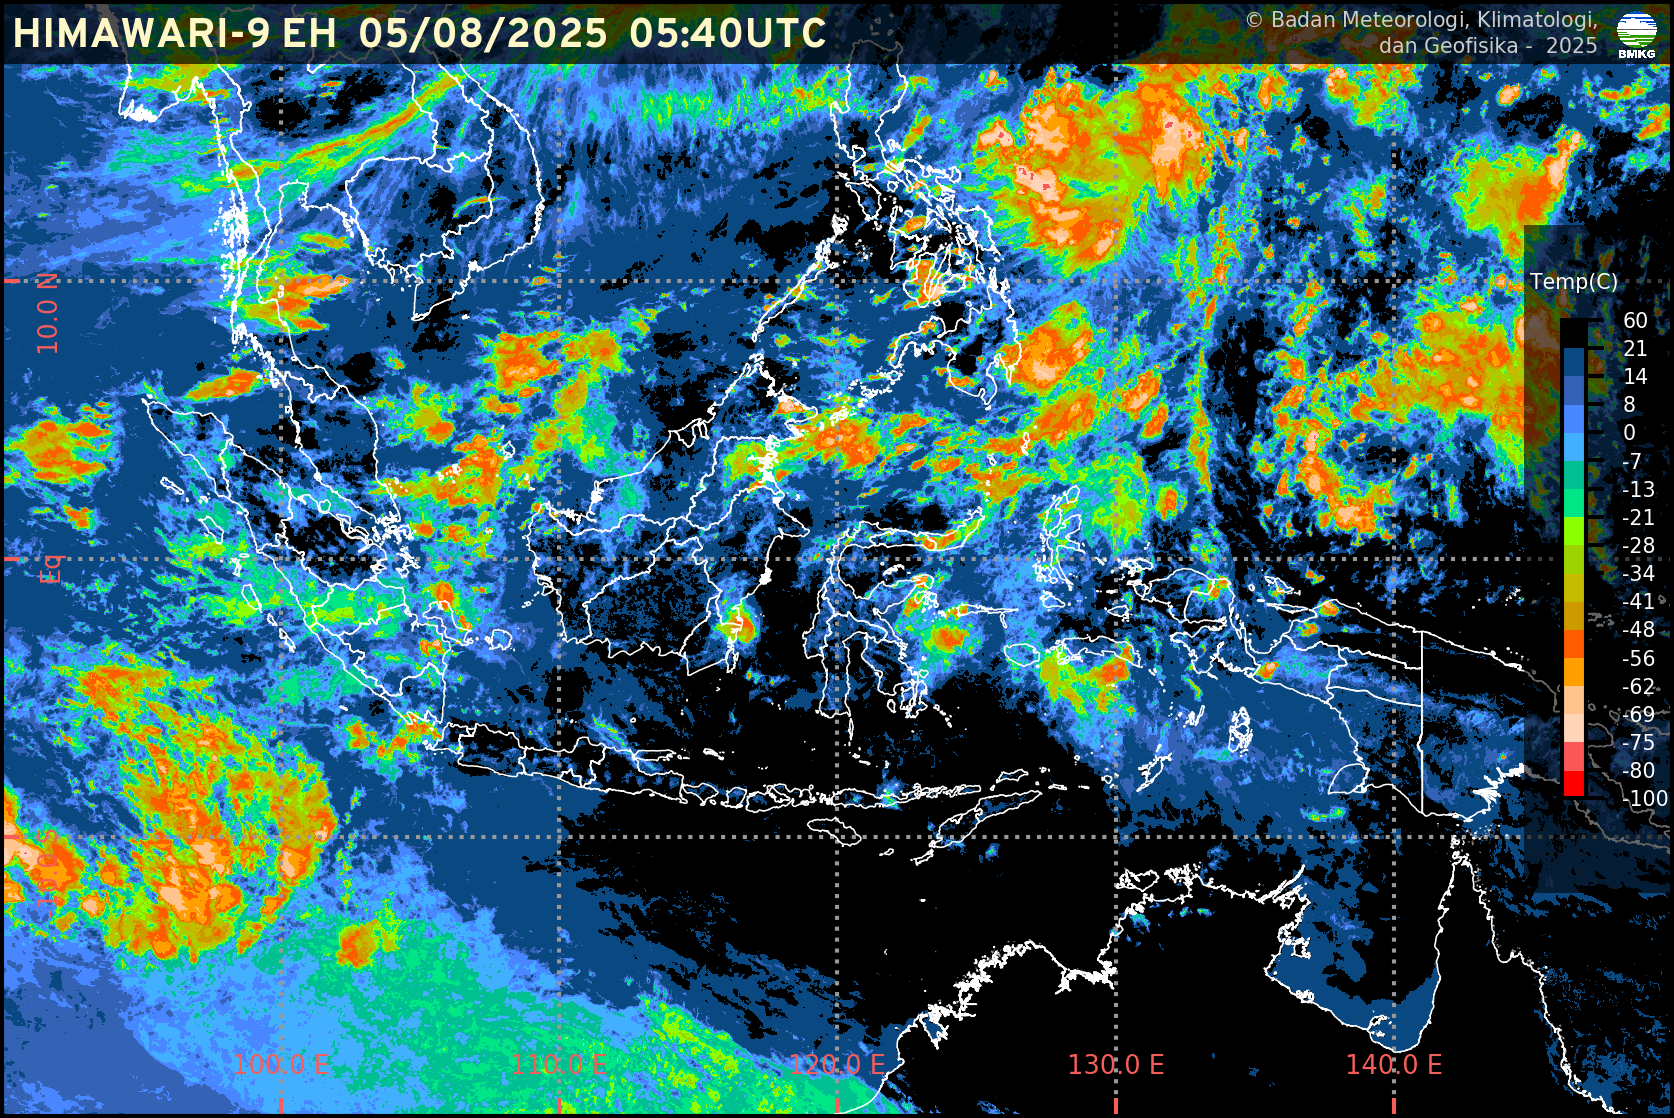 HIMAWARI-9 EH 05/08/2025 05:40UTC
© Badan Meteorologi, Klimatologi,
dan Geofisika - 2025
BMKG
10.0 N
Eq
Temp(C)
60
21
14
8
0
-7
-13
-21
-28
-34
-41
-48
-56
-62
-69
-75
-80
-100
100.0 E
110.0 E
120.0 E
130.0 E
140.0 E